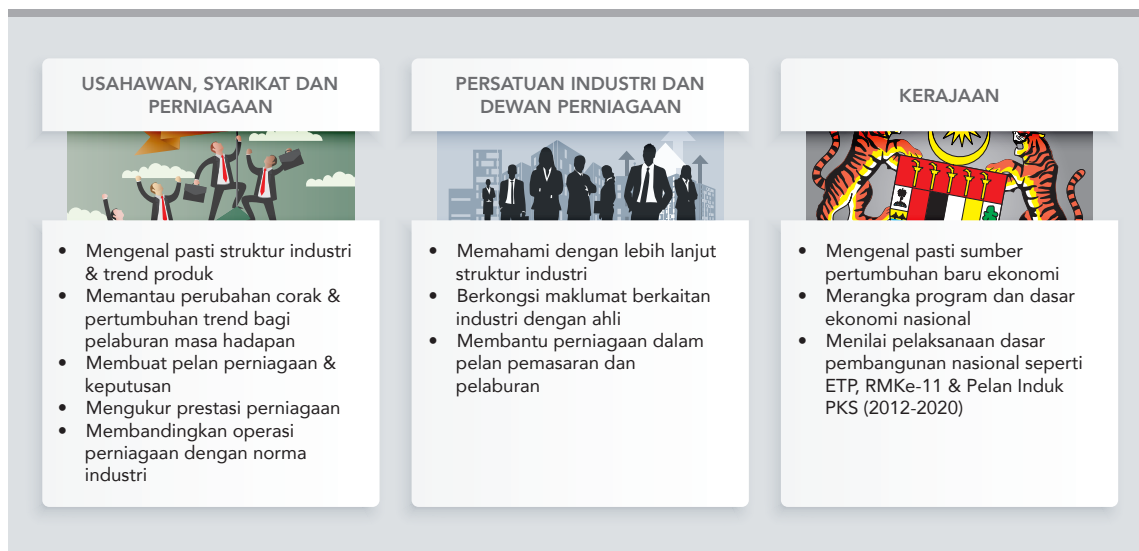 USAHAWAN, SYARIKAT DAN
PERNIAGAAN
• Mengenal pasti struktur industri
& trend produk
• Memantau perubahan corak &
pertumbuhan trend bagi
pelaburan masa hadapan
• Membuat pelan perniagaan &
keputusan
• Mengukur prestasi perniagaan
• Membandingkan operasi
perniagaan dengan norma
industri
PERSATUAN INDUSTRI DAN
DEWAN PERNIAGAAN
• Memahami dengan lebih lanjut
struktur industri
• Berkongsi maklumat berkaitan
industri dengan ahli
• Membantu perniagaan dalam
pelan pemasaran dan
pelaburan
KERAJAAN
• Mengenal pasti sumber
pertumbuhan baru ekonomi
• Merangka program dan dasar
ekonomi nasional
• Menilai pelaksanaan dasar
pembangunan nasional seperti
ETP, RMKe-11 & Pelan Induk
PKS (2012-2020)